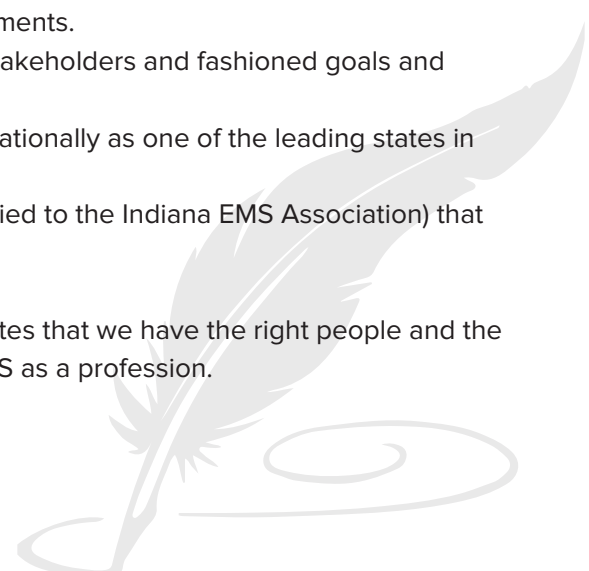 ments.
akeholders and fashioned goals and
ationally as one of the leading states in
ied to the Indiana EMS Association) that
tes that we have the right people and the
S as a profession.